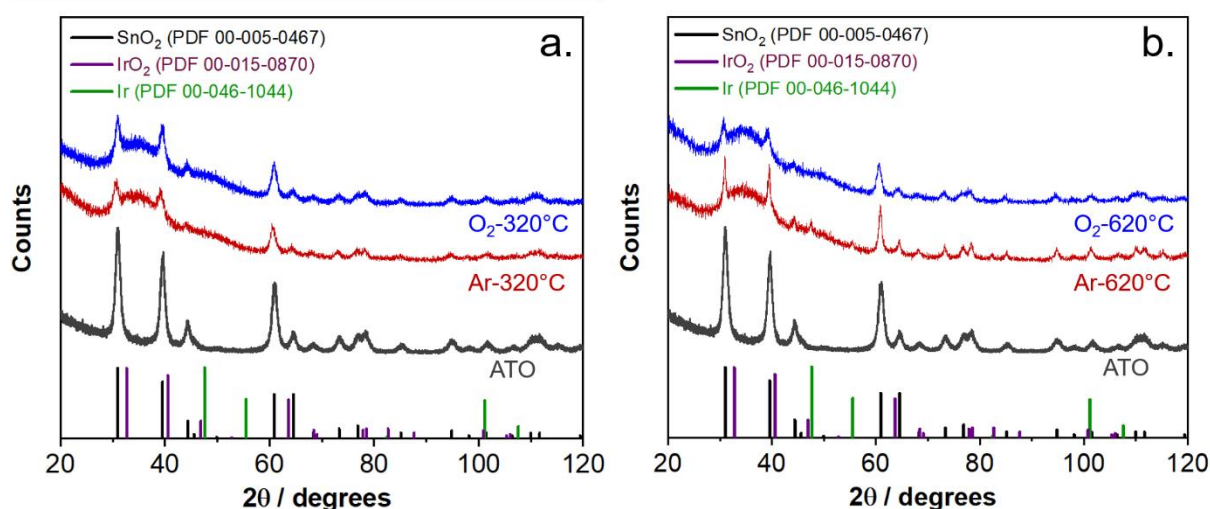 a.
SnO₂ (PDF 00-005-0467)
IrO₂ (PDF 00-015-0870)
Ir (PDF 00-046-1044)
Counts
O₂-320°C
Ar-320°C
ATO
20 40 60 80 100 120
2θ / degrees
b.
SnO₂ (PDF 00-005-0467)
IrO₂ (PDF 00-015-0870)
Ir (PDF 00-046-1044)
Counts
O₂-620°C
Ar-620°C
ATO
20 40 60 80 100 120
2θ / degrees